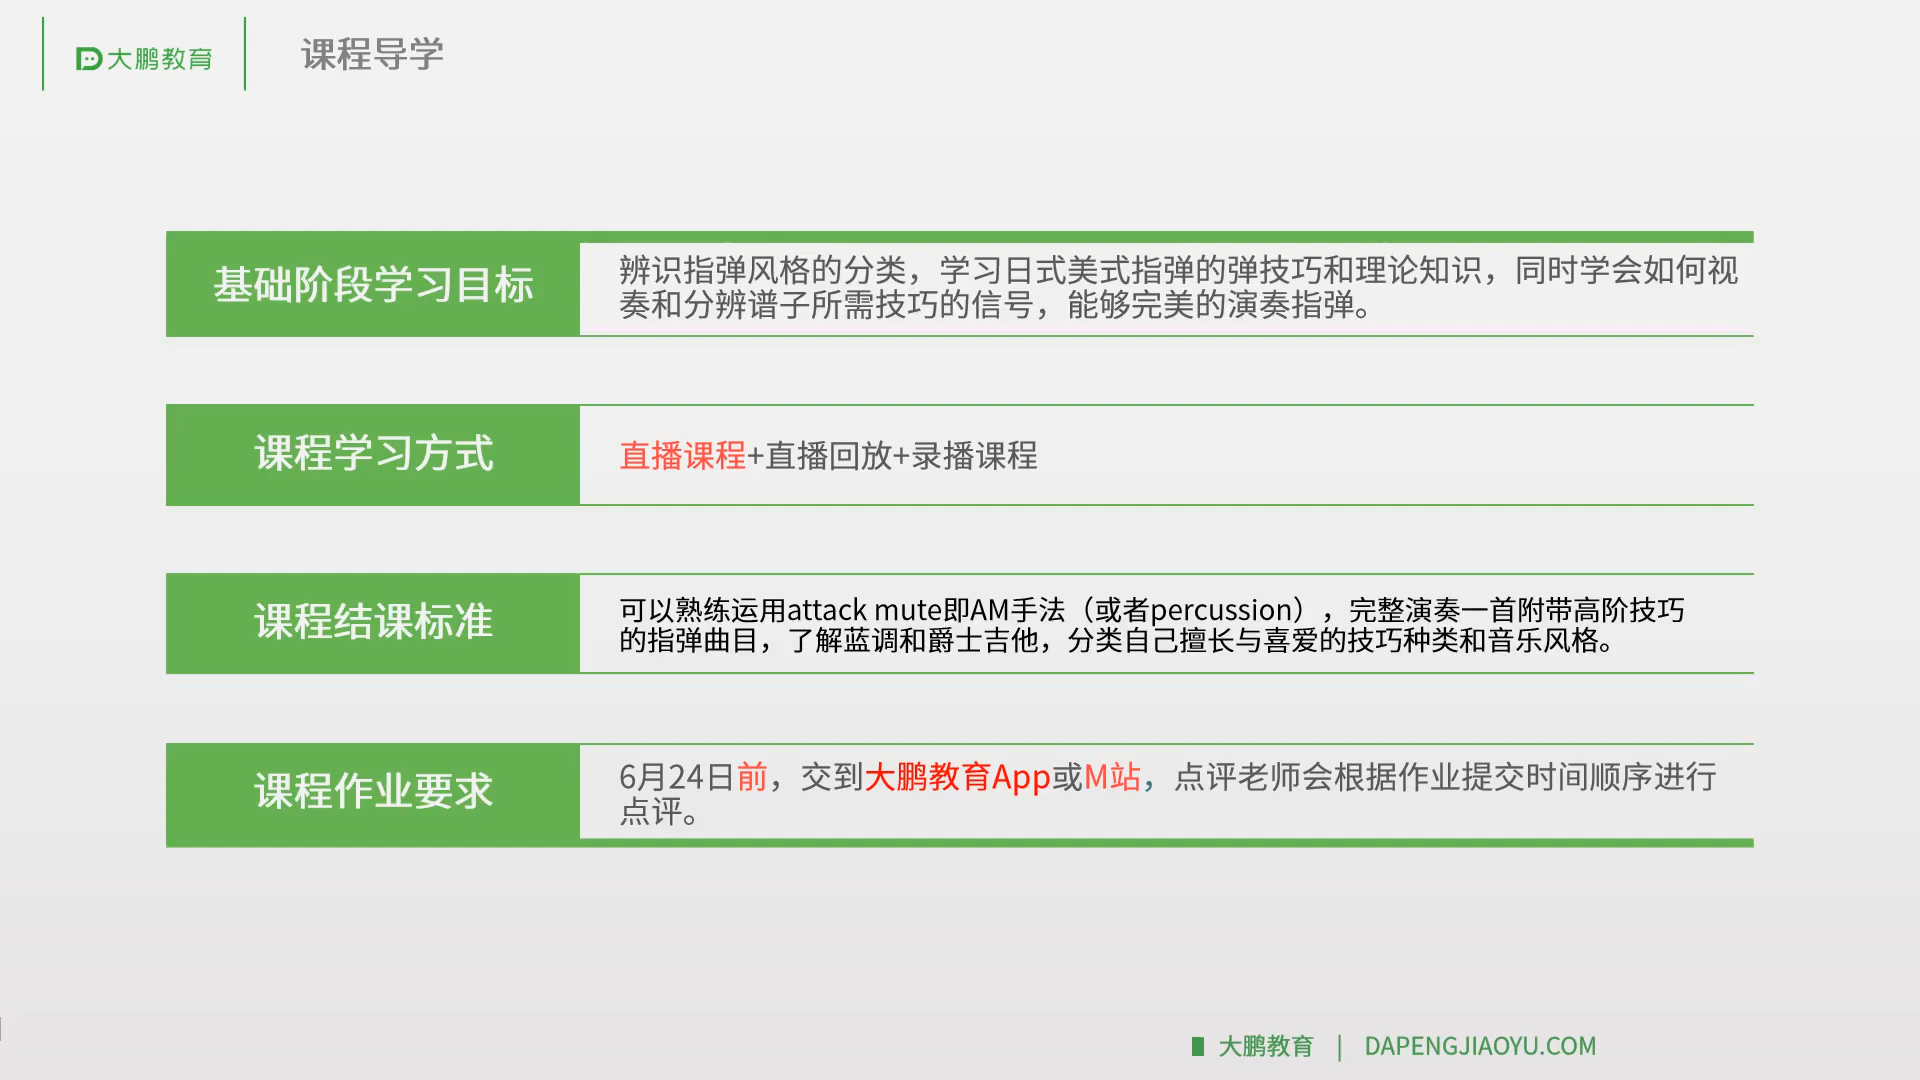 大鹏教育
课程导学
基础阶段学习目标
辨识指弹风格的分类，学习日式美式指弹的弹技巧和理论知识，同时学会如何视
奏和分辨谱子所需技巧的信号，能够完美的演奏指弹。
课程学习方式
直播课程+直播回放+录播课程
课程结课标准
可以熟练运用attack mute即AM手法（或者percussion），完整演奏一首附带高阶技巧
的指弹曲目，了解蓝调和爵士吉他，分类自己擅长与喜爱的技巧种类和音乐风格。
课程作业要求
6月24日前，交到大鹏教育App或M站，点评老师会根据作业提交时间顺序进行
点评。
大鹏教育 | DAPENGJIAOYU.COM